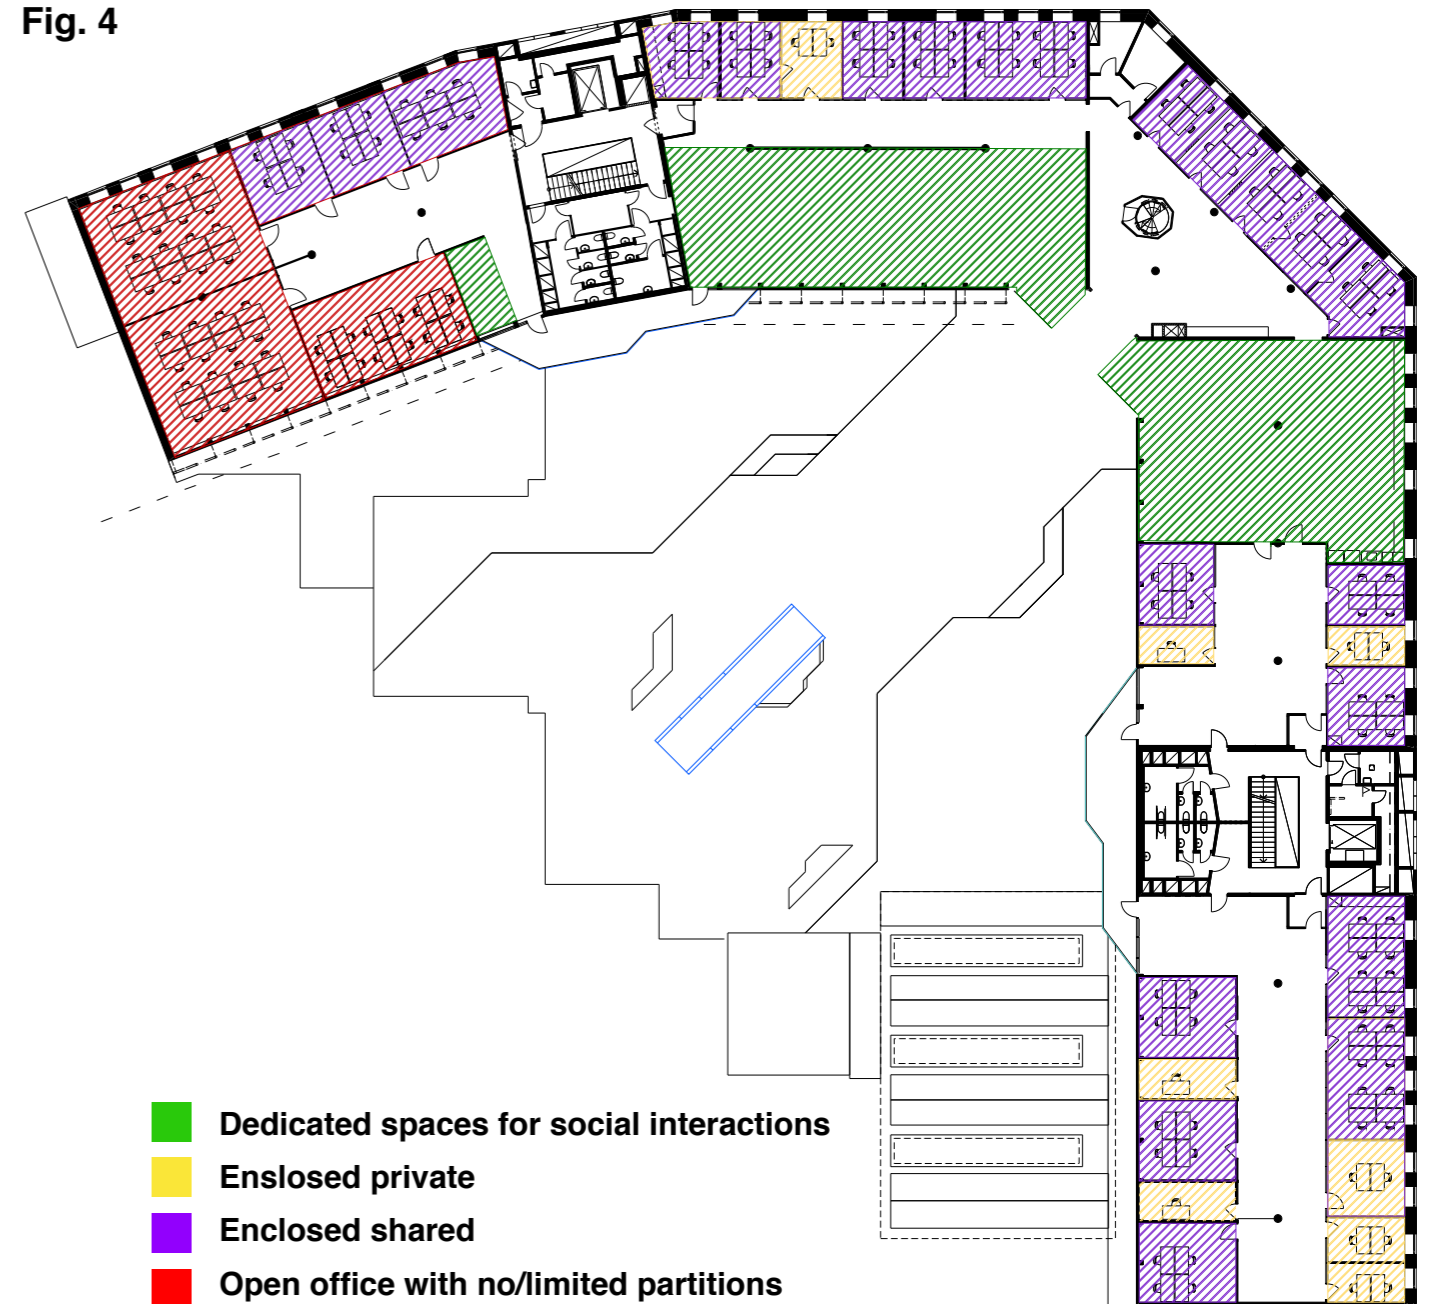 Fig. 4
Dedicated spaces for social interactions
Enslosed private
Enclosed shared
Open office with no/limited partitions